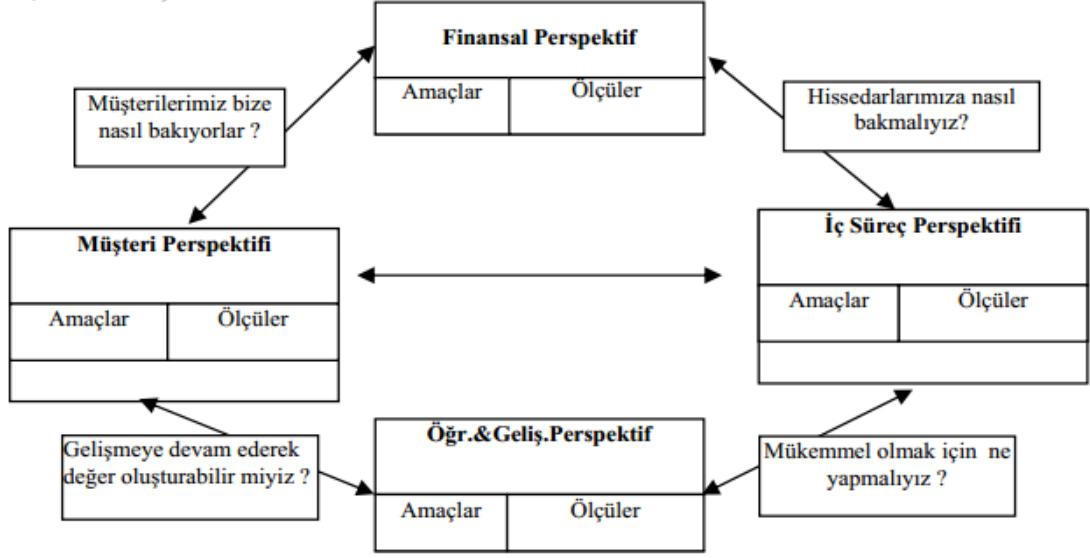 Finansal Perspektif
Amaçlar Ölçüler
Müşterilerimiz bize
nasıl bakıyorlar ?
Hissedarlarımıza nasıl
bakmalıyız?
Müşteri Perspektifi
Amaçlar Ölçüler
İç Süreç Perspektifi
Amaçlar Ölçüler
Gelişmeye devam ederek
değer oluşturabilir miyiz ?
Öğr.&Geliş.Perspektif
Amaçlar Ölçüler
Mükemmel olmak için ne
yapmalıyız ?